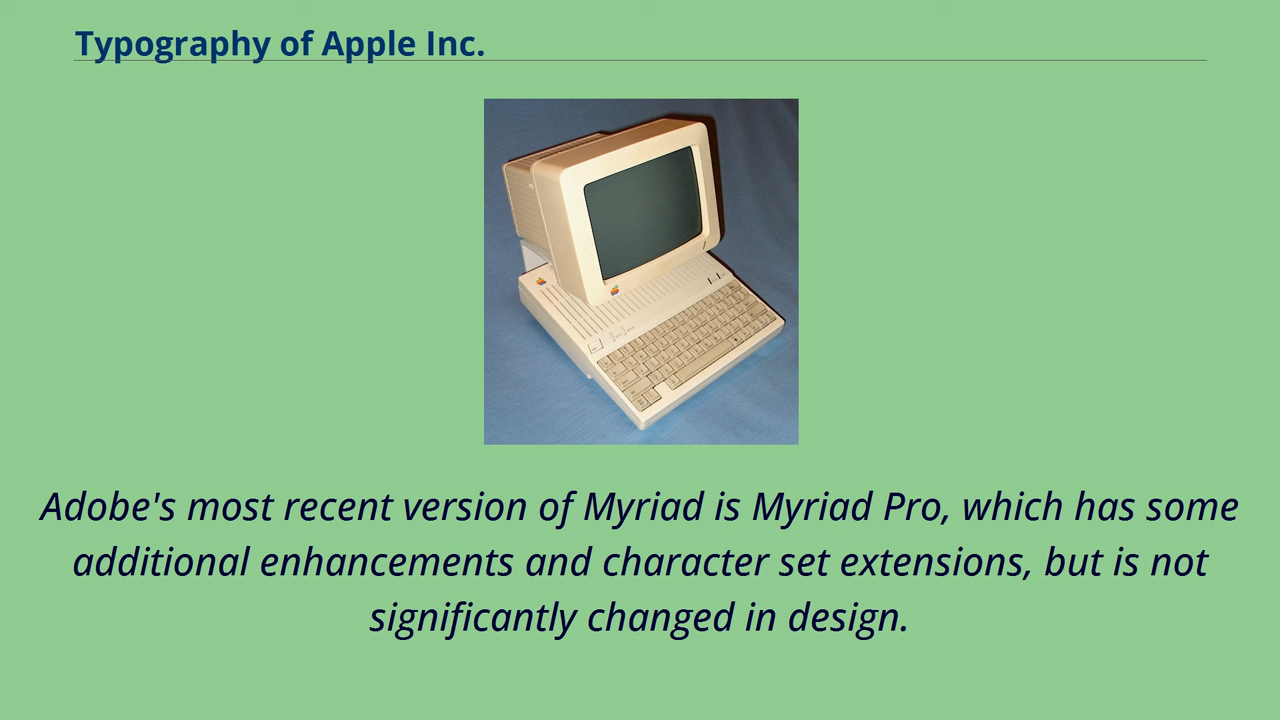 Typography of Apple Inc.
Adobe's most recent version of Myriad is Myriad Pro, which has some
additional enhancements and character set extensions, but is not
significantly changed in design.